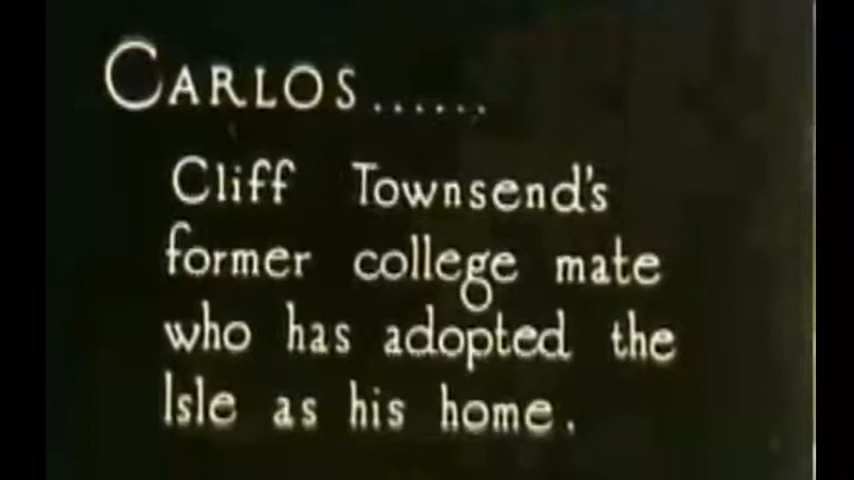 CARLOS......
Cliff Townsend's
former college mate
who has adopted the
Isle as his home.